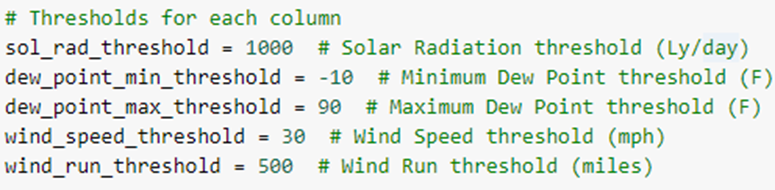 # Thresholds for each column
sol_rad_threshold = 1000  # Solar Radiation threshold (Ly/day)
dew_point_min_threshold = -10  # Minimum Dew Point threshold (F)
dew_point_max_threshold = 90  # Maximum Dew Point threshold (F)
wind_speed_threshold = 30  # Wind Speed threshold (mph)
wind_run_threshold = 500  # Wind Run threshold (miles)